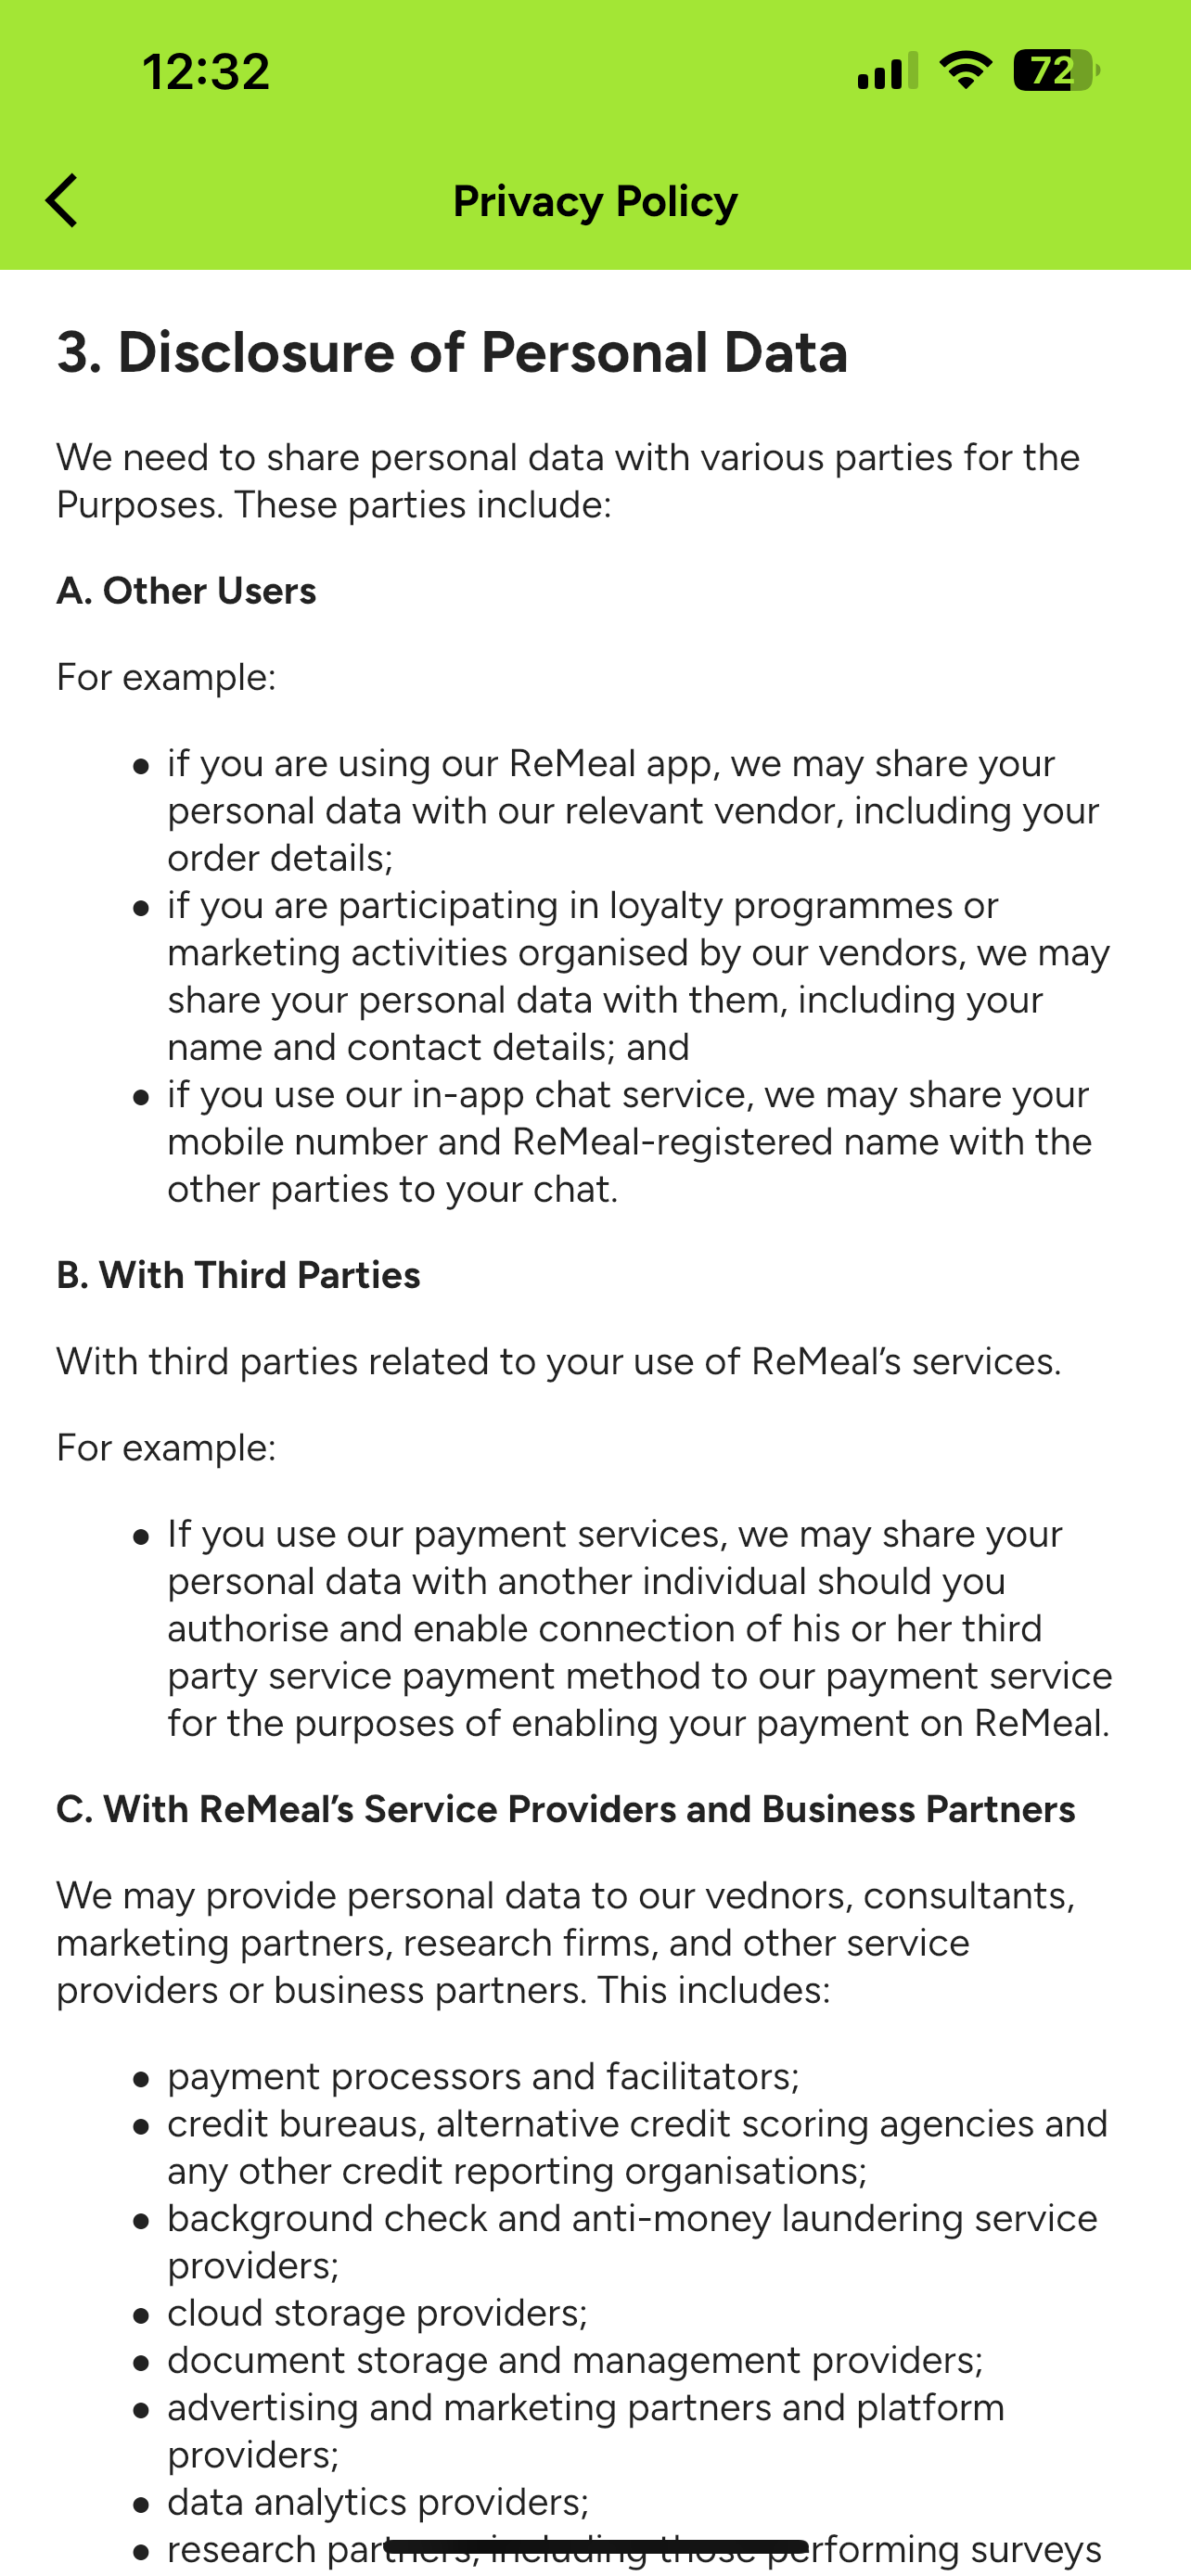 12:32
72
Privacy Policy
3. Disclosure of Personal Data
We need to share personal data with various parties for the
Purposes. These parties include:
A. Other Users
For example:
● if you are using our ReMeal app, we may share your
personal data with our relevant vendor, including your
order details;
● if you are participating in loyalty programmes or
marketing activities organised by our vendors, we may
share your personal data with them, including your
name and contact details; and
● if you use our in-app chat service, we may share your
mobile number and ReMeal-registered name with the
other parties to your chat.
B. With Third Parties
With third parties related to your use of ReMeal’s services.
For example:
● If you use our payment services, we may share your
personal data with another individual should you
authorise and enable connection of his or her third
party service payment method to our payment service
for the purposes of enabling your payment on ReMeal.
C. With ReMeal’s Service Providers and Business Partners
We may provide personal data to our vednors, consultants,
marketing partners, research firms, and other service
providers or business partners. This includes:
● payment processors and facilitators;
● credit bureaus, alternative credit scoring agencies and
any other credit reporting organisations;
● background check and anti-money laundering service
providers;
● cloud storage providers;
● document storage and management providers;
● advertising and marketing partners and platform
providers;
● data analytics providers;
● research partners, including those performing surveys